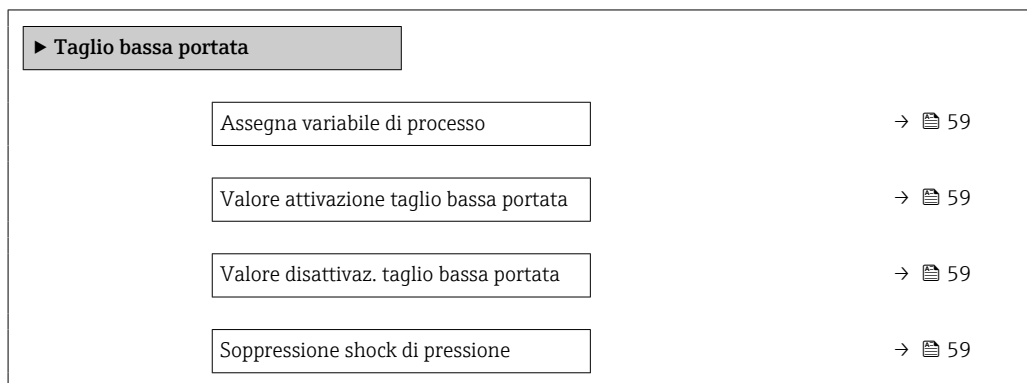 ▶ Taglio bassa portata
Assegna variabile di processo → 59
Valore attivazione taglio bassa portata → 59
Valore disattivaz. taglio bassa portata → 59
Soppressione shock di pressione → 59